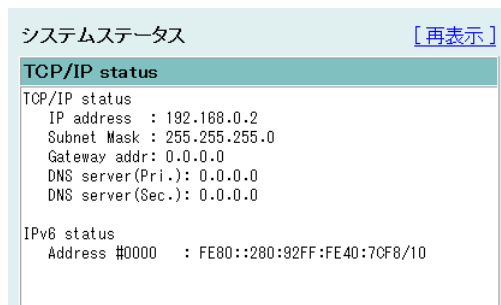 システムステータス [再表示]
TCP/IP status
TCP/IP status
IP address : 192.168.0.2
Subnet Mask : 255.255.255.0
Gateway addr: 0.0.0.0
DNS server(Pri.): 0.0.0.0
DNS server(Sec.): 0.0.0.0
IPv6 status
Address #0000 : FE80::280:92FF:FE40:7CF8/10